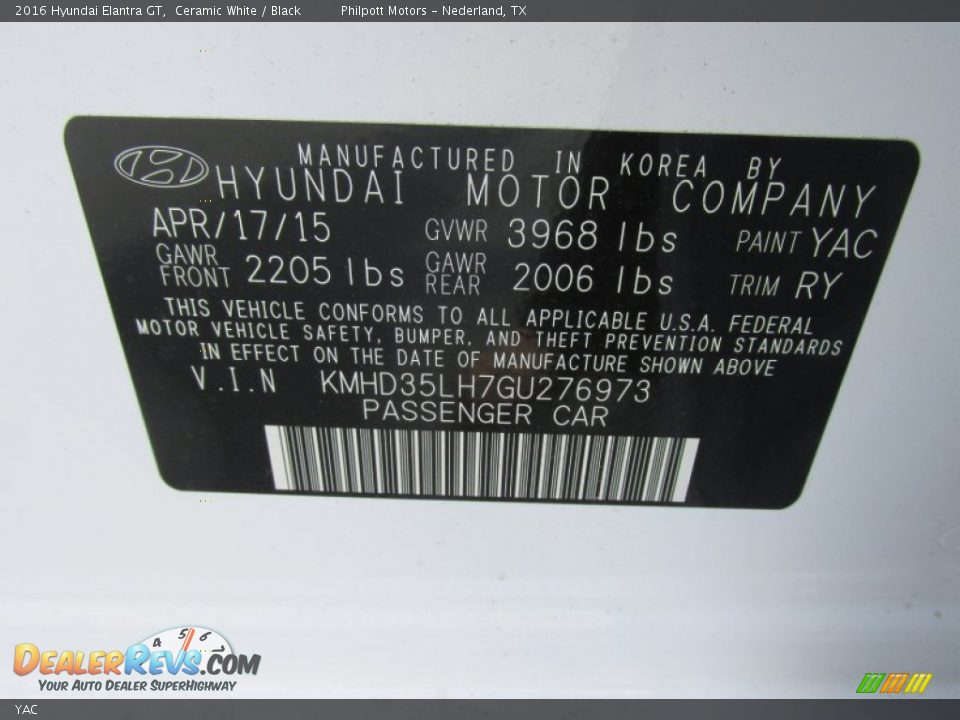 2016 Hyundai Elantra GT, Ceramic White / Black Philpott Motors - Nederland, TX
MANUFACTURED IN KOREA BY
HYUNDAI MOTOR COMPANY
APR/17/15 GVWR 3968 lbs PAINT YAC
GAWR FRONT 2205 lbs GAWR REAR 2006 lbs TRIM RY
THIS VEHICLE CONFORMS TO ALL APPLICABLE U.S.A. FEDERAL
MOTOR VEHICLE SAFETY, BUMPER, AND THEFT PREVENTION STANDARDS
IN EFFECT ON THE DATE OF MANUFACTURE SHOWN ABOVE
V.I.N KMHD35LH7GU276973
PASSENGER CAR
4 5 6
DEALERREVS.COM
YOUR AUTO DEALER SUPERHIGHWAY
YAC